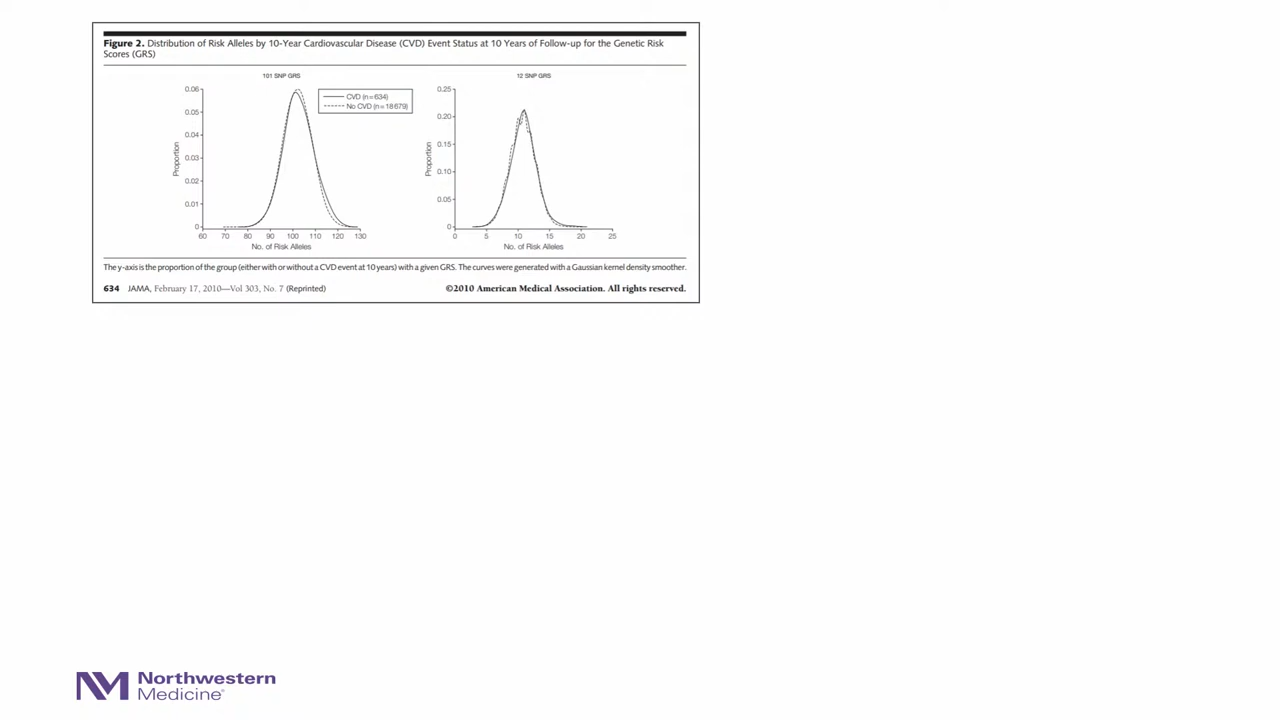 Figure 2. Distribution of Risk Alleles by 10-Year Cardiovascular Disease (CVD) Event Status at 10 Years of Follow-up for the Genetic Risk
Scores (GRS)
101 SNP GRS
0.06
0.05
0.04
0.03
0.02
0.01
0
Proportion
CVD (n=634)
No CVD (n=18 679)
60 70 80 90 100 110 120 130
No. of Risk Alleles
12 SNP GRS
0.25
0.20
0.15
0.10
0.05
0
Proportion
0 5 10 15 20 25
No. of Risk Alleles
The y-axis is the proportion of the group (either with or without a CVD event at 10 years) with a given GRS. The curves were generated with a Gaussian kernel density smoother.
634 JAMA, February 17, 2010—Vol 303, No. 7 (Reprinted)
©2010 American Medical Association. All rights reserved.
Northwestern
Medicine®